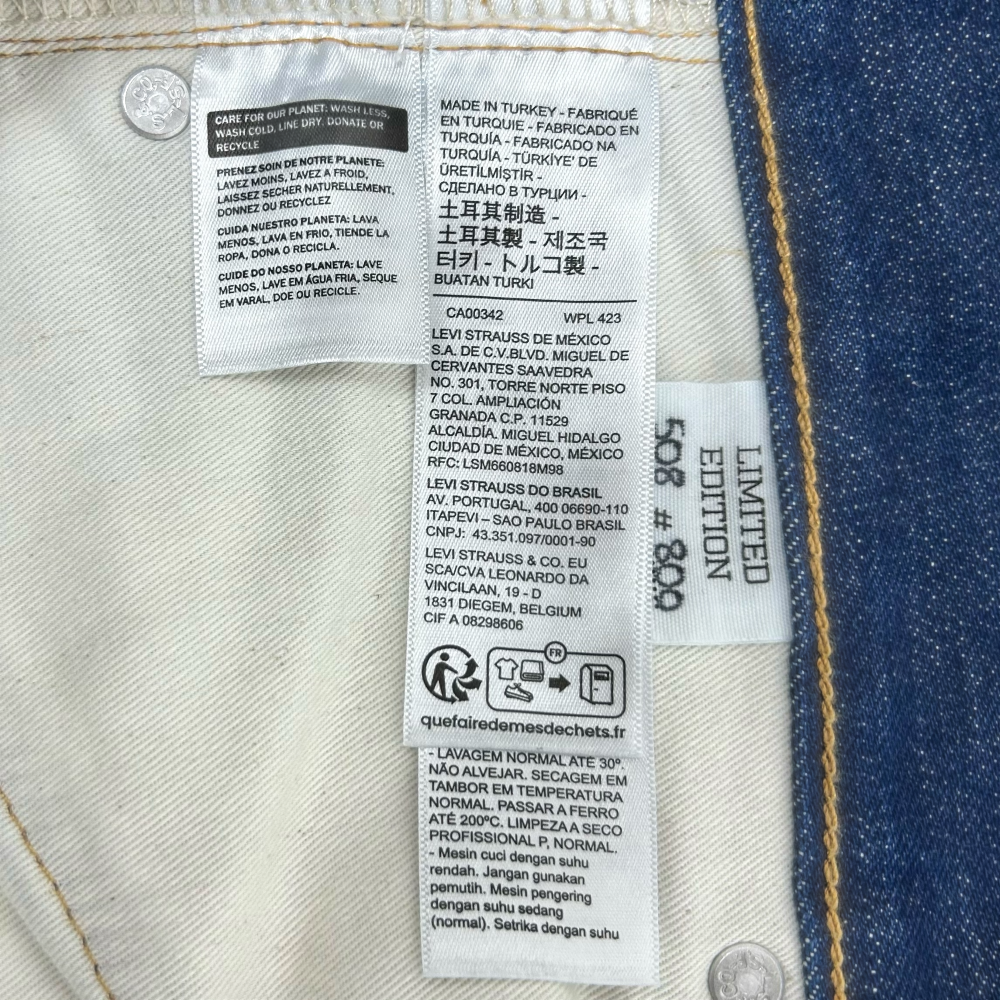 CARE FOR OUR PLANET: WASH LESS,
WASH COLD, LINE DRY, DONATE OR
RECYCLE
PRENEZ SOIN DE NOTRE PLANETE:
LAVEZ MOINS, LAVEZ A FROID,
LAISSEZ SECHER NATURELLEMENT,
DONNEZ OU RECYCLEZ
CUIDA NUESTRO PLANETA: LAVA
MENOS, LAVA EN FRIO, TIENDE LA
ROPA, DONA O RECICLA.
CUIDE DO NOSSO PLANETA: LAVE
MENOS, LAVE EM ÁGUA FRIA, SEQUE
EM VARAL, DOE OU RECICLE.
MADE IN TURKEY - FABRIQUÉ
EN TURQUIE - FABRICADO EN
TURQUÍA - FABRICADO NA
TURQUÍA - TÜRKİYE' DE
ÜRETİLMİŞTİR -
СДЕЛАНО В ТУРЦИИ -
土耳其制造 -
土耳其製 - 제조국
터키 - トルコ製 -
BUATAN TURKI
CA00342 WPL 423
LEVI STRAUSS DE MÉXICO
S.A. DE C.V.BLVD. MIGUEL DE
CERVANTES SAAVEDRA
NO. 301, TORRE NORTE PISO
7 COL. AMPLIACIÓN
GRANADA C.P. 11529
ALCALDÍA. MIGUEL HIDALGO
CIUDAD DE MÉXICO, MÉXICO
RFC: LSM660818M98
LEVI STRAUSS DO BRASIL
AV. PORTUGAL, 400 06690-110
ITAPEVI – SAO PAULO BRASIL
CNPJ: 43.351.097/0001-90
LEVI STRAUSS & CO. EU
SCA/CVA LEONARDO DA
VINCILAAN, 19 - D
1831 DIEGEM, BELGIUM
CIF A 08298606
FR
quefairedemesdechets.fr
- LAVAGEM NORMAL ATÉ 30º.
NÃO ALVEJAR. SECAGEM EM
TAMBOR EM TEMPERATURA
NORMAL. PASSAR A FERRO
ATÉ 200ºC. LIMPEZA A SECO
PROFISSIONAL P, NORMAL.
- Mesin cuci dengan suhu
rendah. Jangan gunakan
pemutih. Mesin pengering
dengan suhu sedang
(normal). Setrika dengan suhu
LIMITED
EDITION
508 # 809